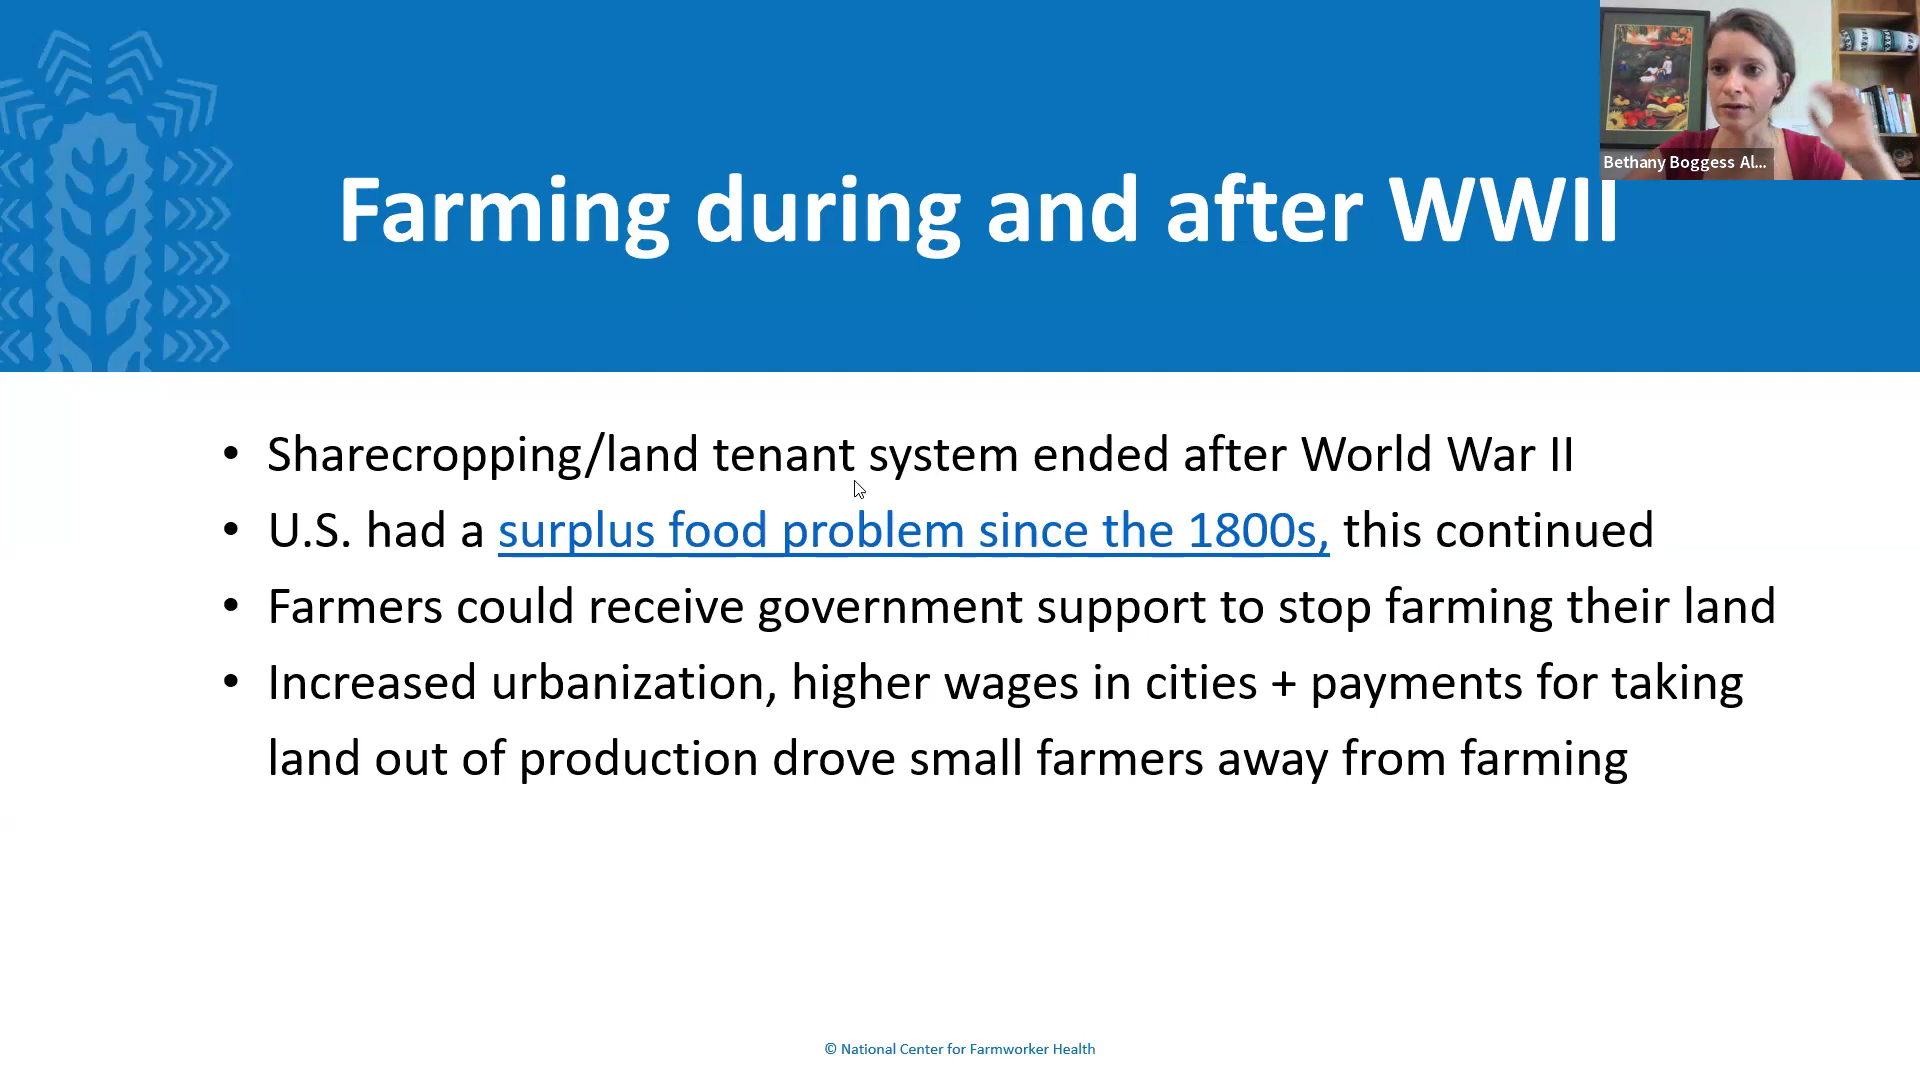 Bethany Boggess Al...
Farming during and after WWII
• Sharecropping/land tenant system ended after World War II
• U.S. had a surplus food problem since the 1800s, this continued
• Farmers could receive government support to stop farming their land
• Increased urbanization, higher wages in cities + payments for taking
land out of production drove small farmers away from farming
© National Center for Farmworker Health